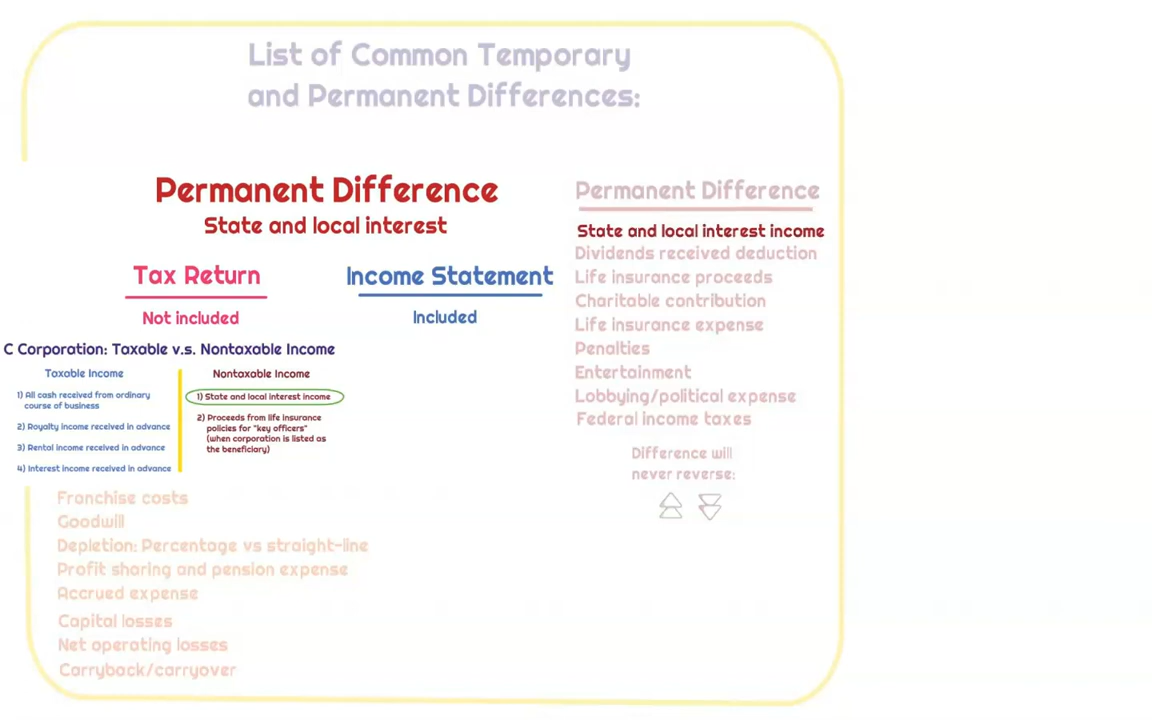 List of Common Temporary
and Permanent Differences:
Permanent Difference
State and local interest
Tax Return
Not included
Income Statement
Included
C Corporation: Taxable v.s. Nontaxable Income
Taxable Income
1) All cash received from ordinary
course of business
2) Royalty income received in advance
3) Rental income received in advance
4) Interest income received in advance
Nontaxable Income
1) State and local interest income
2) Proceeds from life insurance
policies for "key officers"
(when corporation is listed as
the beneficiary)
Franchise costs
Goodwill
Depletion: Percentage vs straight-line
Profit sharing and pension expense
Accrued expense
Capital losses
Net operating losses
Carryback/carryover
Permanent Difference
State and local interest income
Dividends received deduction
Life insurance proceeds
Charitable contribution
Life insurance expense
Penalties
Entertainment
Lobbying/political expense
Federal income taxes
Difference will
never reverse: